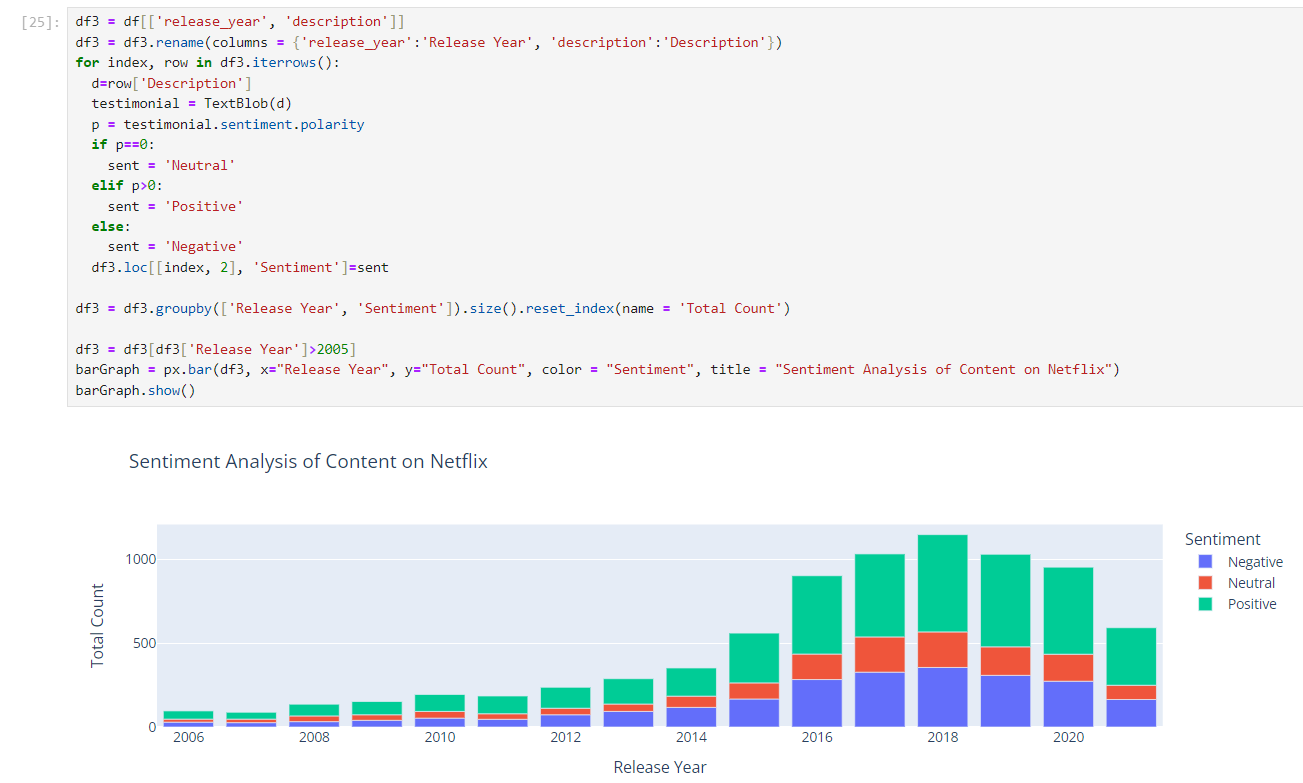 [25]:
df3 = df[['release_year', 'description']]
df3 = df3.rename(columns = {'release_year':'Release Year', 'description':'Description'})
for index, row in df3.iterrows():
  d=row['Description']
  testimonial = TextBlob(d)
  p = testimonial.sentiment.polarity
  if p==0:
    sent = 'Neutral'
  elif p>0:
    sent = 'Positive'
  else:
    sent = 'Negative'
  df3.loc[[index, 2], 'Sentiment']=sent

df3 = df3.groupby(['Release Year', 'Sentiment']).size().reset_index(name = 'Total Count')

df3 = df3[df3['Release Year']>2005]
barGraph = px.bar(df3, x="Release Year", y="Total Count", color = "Sentiment", title = "Sentiment Analysis of Content on Netflix")
barGraph.show()
Sentiment Analysis of Content on Netflix
Total Count
1000
500
0
2006 2008 2010 2012 2014 2016 2018 2020
Release Year
Sentiment
Negative
Neutral
Positive